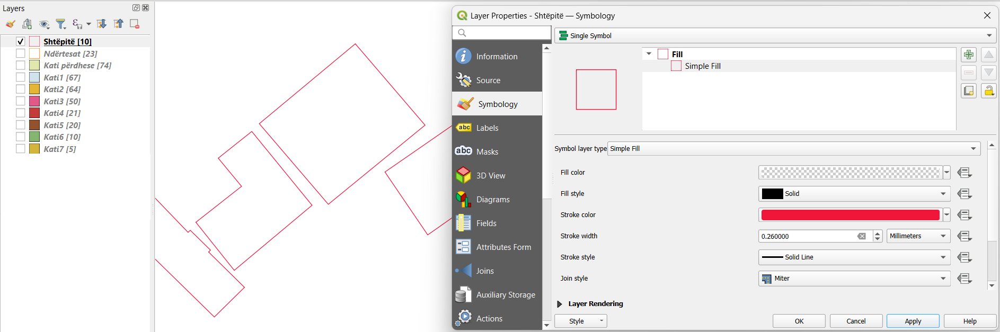 Layers
Shtëpitë [10]
Ndërtesat [23]
Kati përdhese [74]
Kati1 [67]
Kati2 [64]
Kati3 [50]
Kati4 [21]
Kati5 [20]
Kati6 [10]
Kati7 [5]
Layer Properties - Shtëpitë — Symbology
Information
Source
Symbology
abc Labels
abc Masks
3D View
Diagrams
Fields
Attributes Form
Joins
Auxiliary Storage
Actions
Single Symbol
Fill
Simple Fill
Symbol layer type Simple Fill
Fill color
Fill style Solid
Stroke color
Stroke width 0.260000 Millimeters
Stroke style Solid Line
Join style Miter
Layer Rendering
Style OK Cancel Apply Help